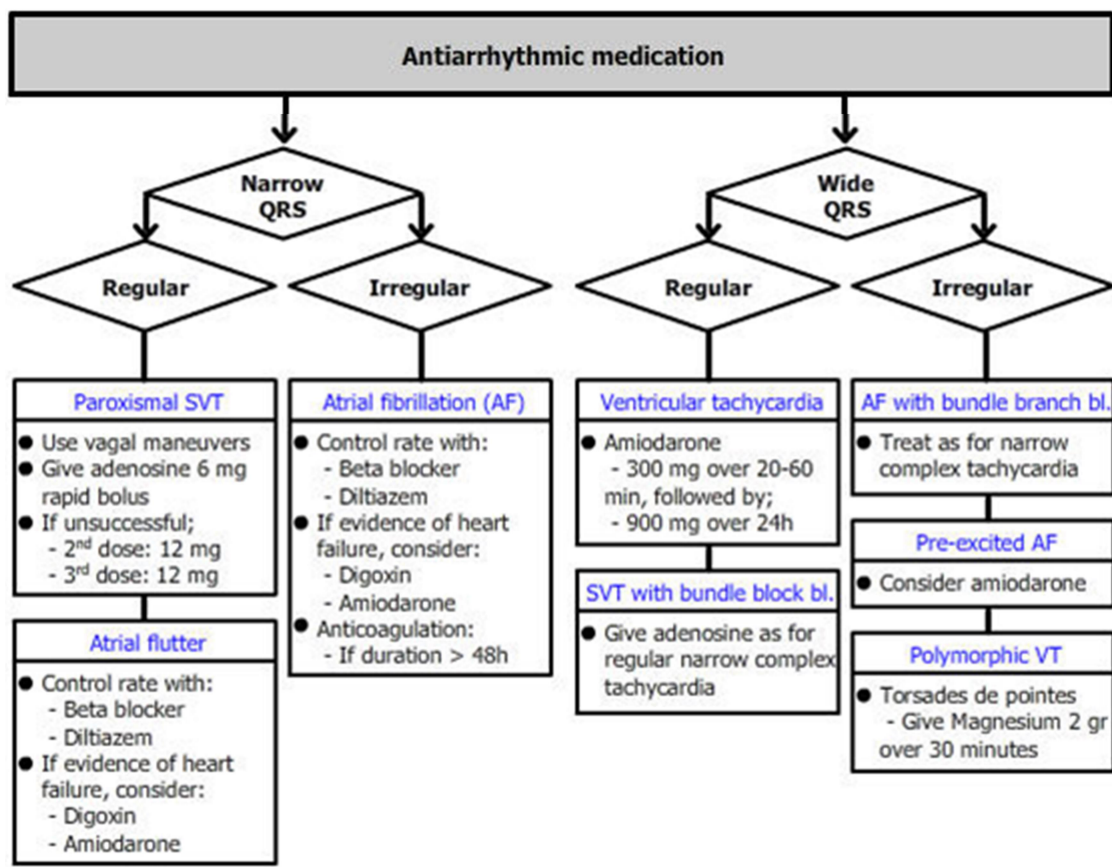 Antiarrhythmic medication
Narrow
QRS
Wide
QRS
Regular
Irregular
Regular
Irregular
Paroxismal SVT
● Use vagal maneuvers
● Give adenosine 6 mg
rapid bolus
● If unsuccessful;
- 2nd dose: 12 mg
- 3rd dose: 12 mg
Atrial flutter
● Control rate with:
- Beta blocker
- Diltiazem
● If evidence of heart
failure, consider:
- Digoxin
- Amiodarone
Atrial fibrillation (AF)
● Control rate with:
- Beta blocker
- Diltiazem
● If evidence of heart
failure, consider:
- Digoxin
- Amiodarone
● Anticoagulation:
- If duration > 48h
Ventricular tachycardia
● Amiodarone
- 300 mg over 20-60
min, followed by;
- 900 mg over 24h
SVT with bundle block bl.
● Give adenosine as for
regular narrow complex
tachycardia
AF with bundle branch bl.
● Treat as for narrow
complex tachycardia
Pre-excited AF
● Consider amiodarone
Polymorphic VT
● Torsades de pointes
- Give Magnesium 2 gr
over 30 minutes